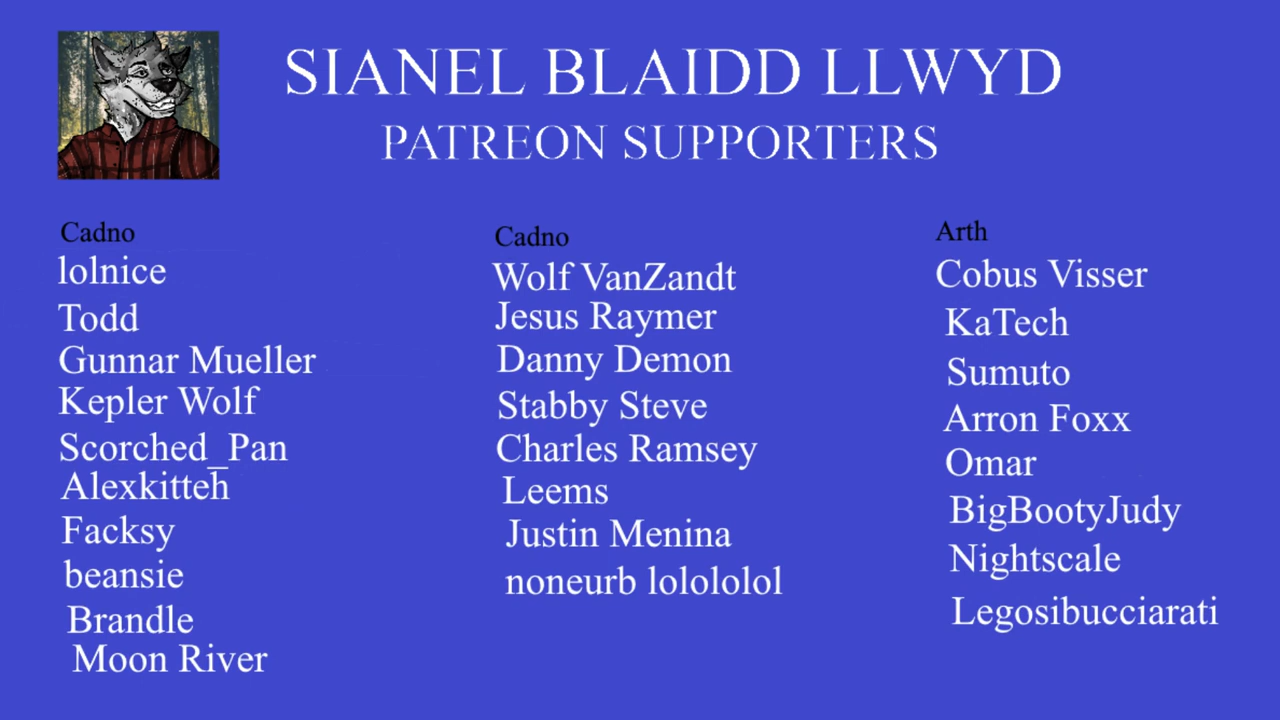 SIANEL BLAIDD LLWYD
PATREON SUPPORTERS
Cadno
lolnice
Todd
Gunnar Mueller
Kepler Wolf
Scorched_Pan
Alexkitteh
Facksy
beansie
Brandle
Moon River
Cadno
Wolf VanZandt
Jesus Raymer
Danny Demon
Stabby Steve
Charles Ramsey
Leems
Justin Menina
noneurb lolololol
Arth
Cobus Visser
KaTech
Sumuto
Arron Foxx
Omar
BigBootyJudy
Nightscale
Legosibucciarati